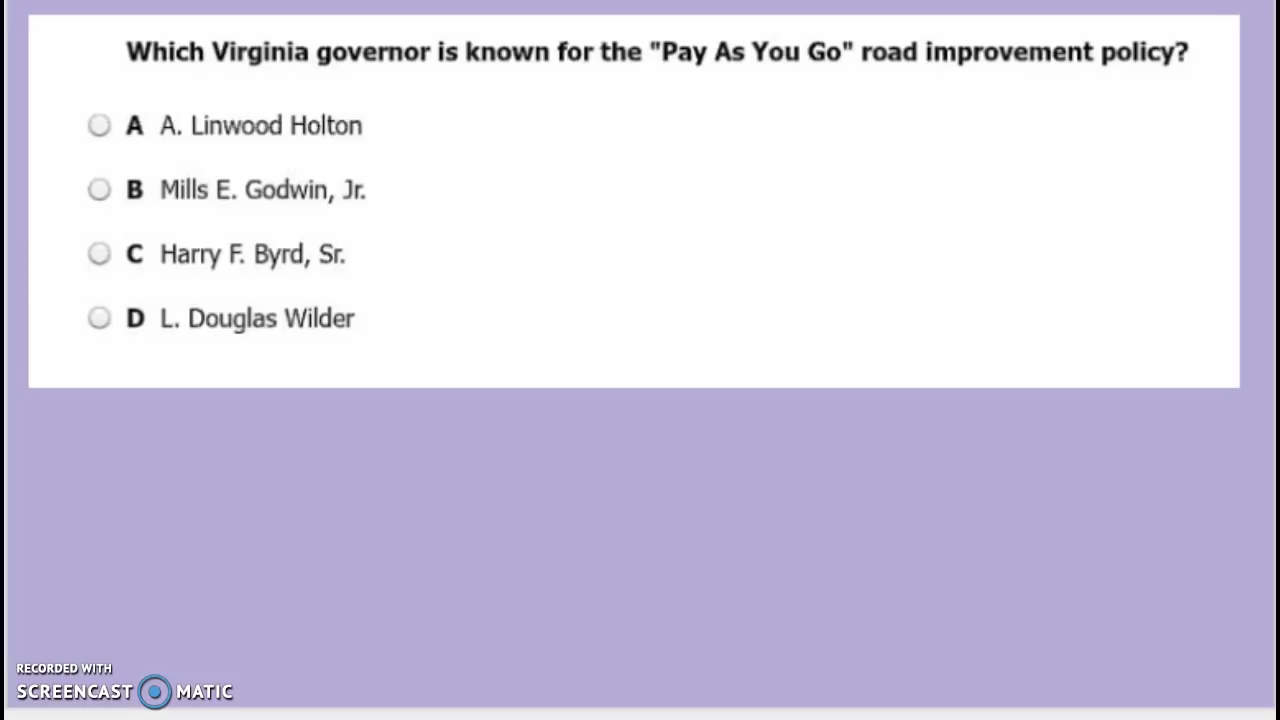 Which Virginia governor is known for the "Pay As You Go" road improvement policy?
A A. Linwood Holton
B Mills E. Godwin, Jr.
C Harry F. Byrd, Sr.
D L. Douglas Wilder
RECORDED WITH
SCREENCAST MATIC